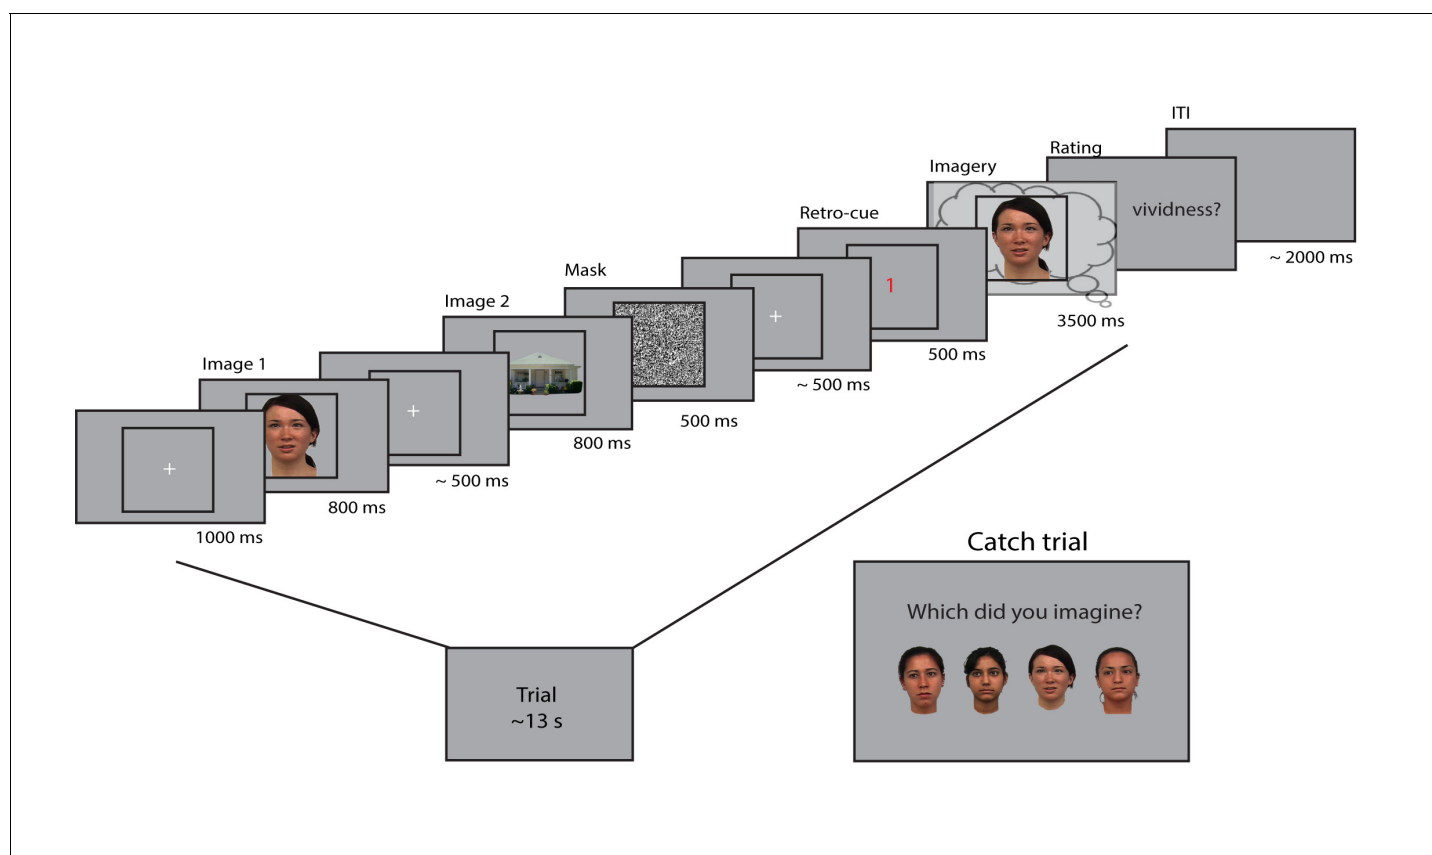 ITI
Rating
Imagery
vividness?
Retro-cue
1
~ 2000 ms
Mask
3500 ms
Image 2
500 ms
Image 1
~ 500 ms
500 ms
800 ms
~ 500 ms
800 ms
1000 ms
Catch trial
Which did you imagine?
Trial
~13 s